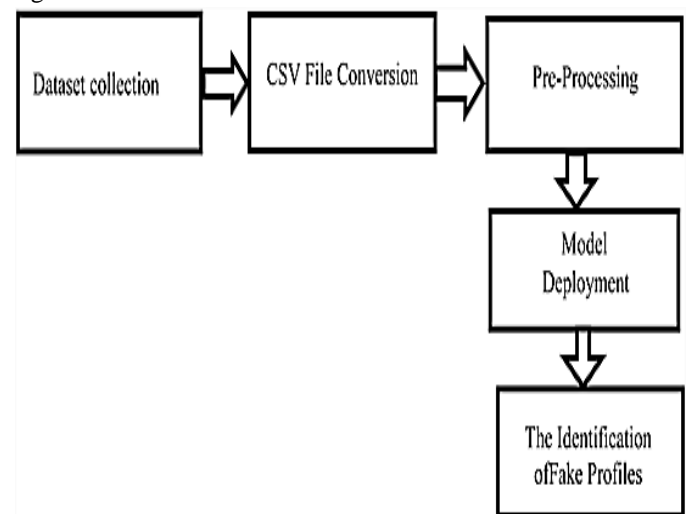 Dataset collection
CSV File Conversion
Pre-Processing
Model
Deployment
The Identification
ofFake Profiles